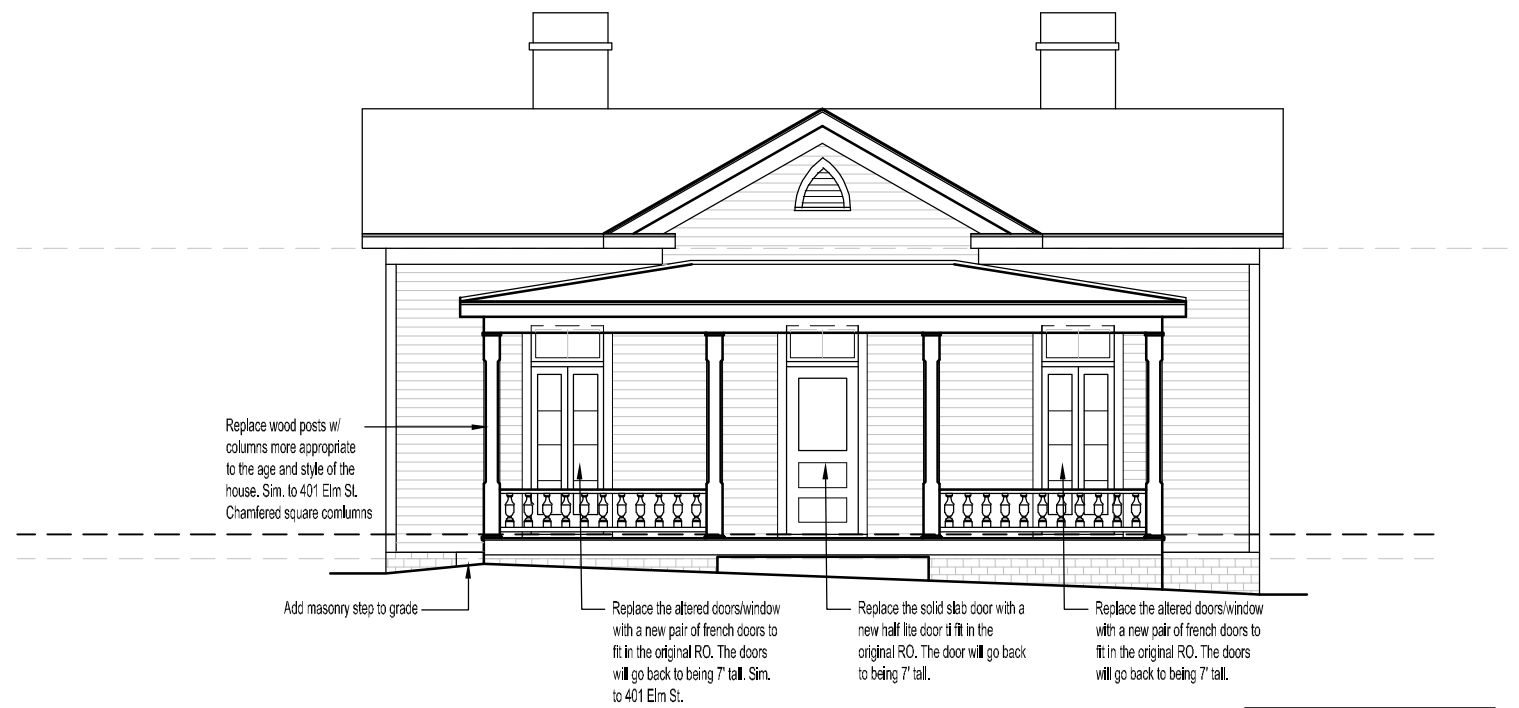 Replace wood posts w/
columns more appropriate
to the age and style of the
house. Sim. to 401 Elm St.
Chamfered square comlumns
Add masonry step to grade
Replace the altered doors/window
with a new pair of french doors to
fit in the original RO. The doors
will go back to being 7' tall. Sim.
to 401 Elm St.
Replace the solid slab door with a
new half lite door ti fit in the
original RO. The door will go back
to being 7' tall.
Replace the altered doors/window
with a new pair of french doors to
fit in the original RO. The doors
will go back to being 7' tall.